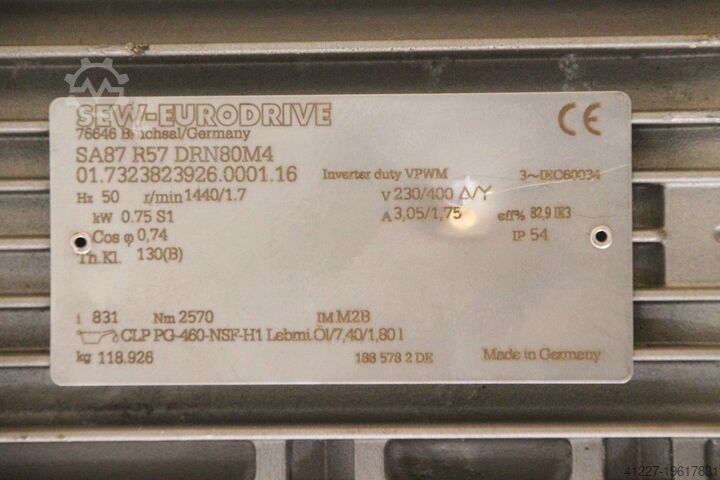 SEW-EURODRIVE
76646 Bruchsal/Germany
SA87 R57 DRN80M4
01.7323823926.0001.16 Inverter duty VPWM 3~IEC60034
Hz 50 r/min 1440/1.7 V 230/400 Δ/Y
kW 0.75 S1 A 3,05/1,75 eff% 82,9 IE3
Cos φ 0,74 IP 54
Th.Kl. 130(B)
i 831 Nm 2570 IM M2B
CLP PG-460-NSF-H1 Lebmi.Öl/7,40/1,80 l
kg 118.926 188 578 2 DE Made in Germany
CE
41227-19617831